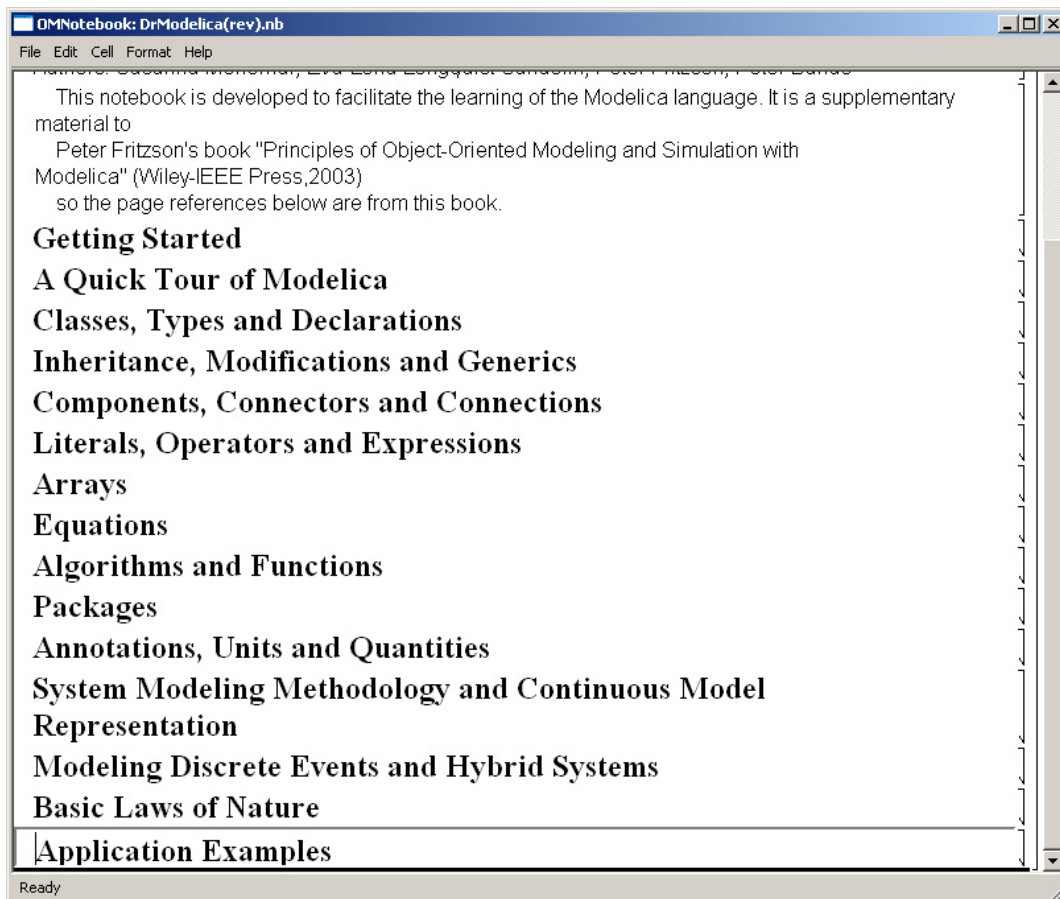 OMNotebook: DrModelica(rev).nb
File Edit Cell Format Help
This notebook is developed to facilitate the learning of the Modelica language. It is a supplementary
material to
Peter Fritzson's book "Principles of Object-Oriented Modeling and Simulation with
Modelica" (Wiley-IEEE Press,2003)
so the page references below are from this book.
Getting Started
A Quick Tour of Modelica
Classes, Types and Declarations
Inheritance, Modifications and Generics
Components, Connectors and Connections
Literals, Operators and Expressions
Arrays
Equations
Algorithms and Functions
Packages
Annotations, Units and Quantities
System Modeling Methodology and Continuous Model
Representation
Modeling Discrete Events and Hybrid Systems
Basic Laws of Nature
Application Examples
Ready